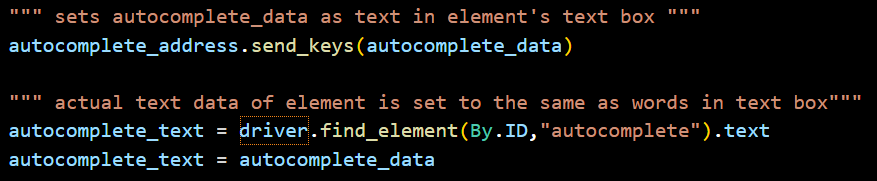 """ sets autocomplete_data as text in element's text box """
autocomplete_address.send_keys(autocomplete_data)
""" actual text data of element is set to the same as words in text box"""
autocomplete_text = driver.find_element(By.ID,"autocomplete").text
autocomplete_text = autocomplete_data